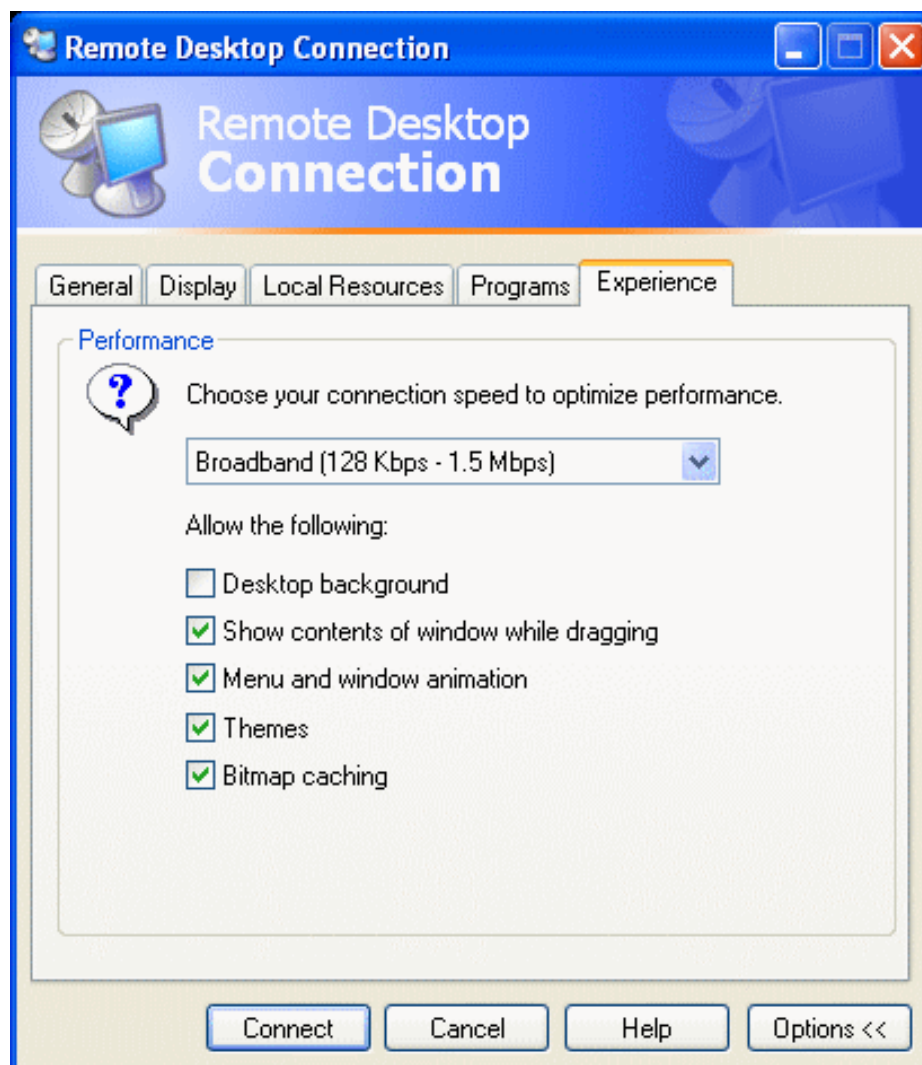 Remote Desktop Connection
Remote Desktop
Connection
General Display Local Resources Programs Experience
Performance
Choose your connection speed to optimize performance.
Broadband (128 Kbps - 1.5 Mbps)
Allow the following:
Desktop background
Show contents of window while dragging
Menu and window animation
Themes
Bitmap caching
Connect Cancel Help Options <<